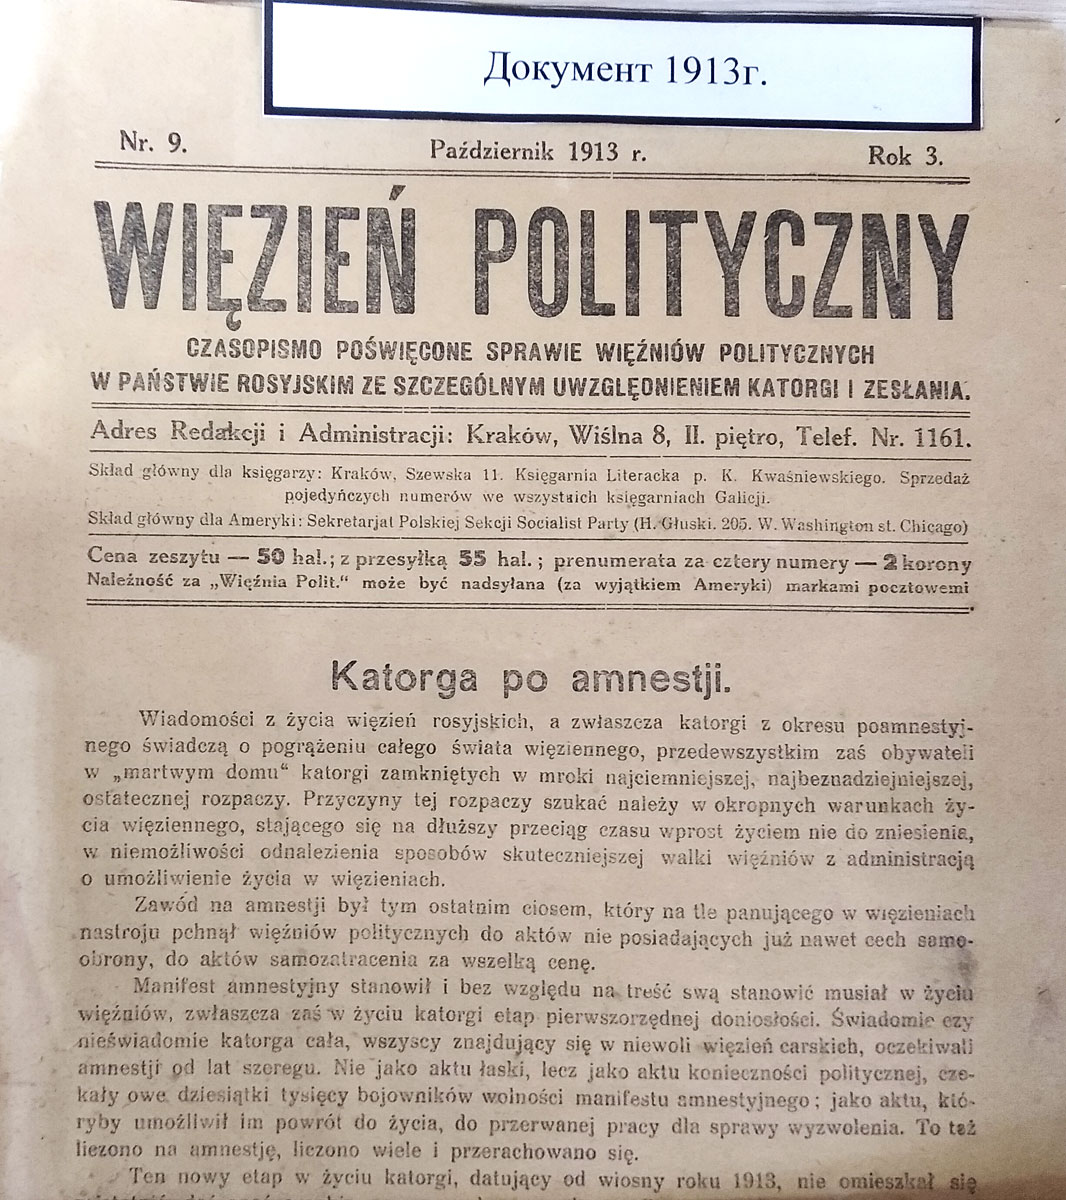 Документ 1913г.
Nr. 9. Październik 1913 r. Rok 3.
WIĘZIEŃ POLITYCZNY
CZASOPISMO POŚWIĘCONE SPRAWIE WIĘŹNIÓW POLITYCZNYCH
W PAŃSTWIE ROSYJSKIM ZE SZCZEGÓLNYM UWZGLĘDNIENIEM KATORGI I ZESŁANIA.
Adres Redakcji i Administracji: Kraków, Wiślna 8, II. piętro, Telef. Nr. 1161.
Skład główny dla księgarzy: Kraków, Szewska 11. Księgarnia Literacka p. K. Kwaśniewskiego. Sprzedaż
pojedyńczych numerów we wszystkich księgarniach Galicji.
Skład główny dla Ameryki: Sekretarjat Polskiej Sekcji Socialist Party (H. Głuski. 205. W. Washington st. Chicago)
Cena zeszytu — 50 hal.; z przesyłką 55 hal.; prenumerata za cztery numery — 2 korony
Należność za „Więźnia Polit.“ może być nadsyłana (za wyjątkiem Ameryki) markami pocztowemi
Katorga po amnestji.
Wiadomości z życia więzień rosyjskich, a zwłaszcza katorgi z okresu poamnestyj-
nego świadczą o pogrążeniu całego świata więziennego, przedewszystkim zaś obywateli
w „martwym domu“ katorgi zamkniętych w mroki najciemniejszej, najbeznadziejniejszej,
ostatecznej rozpaczy. Przyczyny tej rozpaczy szukać należy w okropnych warunkach ży-
cia więziennego, stającego się na dłuższy przeciąg czasu wprost życiem nie do zniesienia,
w niemożliwości odnalezienia sposobów skuteczniejszej walki więźniów z administracją
o umożliwienie życia w więzieniach.
Zawód na amnestji był tym ostatnim ciosem, który na tle panującego w więzieniach
nastroju pchnął więźniów politycznych do aktów nie posiadających już nawet cech samo-
obrony, do aktów samozatracenia za wszelką cenę.
Manifest amnestyjny stanowił i bez względu na treść swą stanowić musiał w życiu
więźniów, zwłaszcza zaś w życiu katorgi etap pierwszorzędnej doniosłości. Świadomie czy
nieświadomie katorga cała, wszyscy znajdujący się w niewoli więzień carskich, oczekiwali
amnestji od lat szeregu. Nie jako aktu łaski, lecz jako aktu konieczności politycznej, cze-
kały owe dziesiątki tysięcy bojowników wolności manifestu amnestyjnego; jako aktu, któ-
ryby umożliwił im powrót do życia, do przerwanej pracy dla sprawy wyzwolenia. To też
liczono na amnestję, liczono wiele i przerachowano się.
Ten nowy etap w życiu katorgi, datujący od wiosny roku 1913, nie omieszkał się